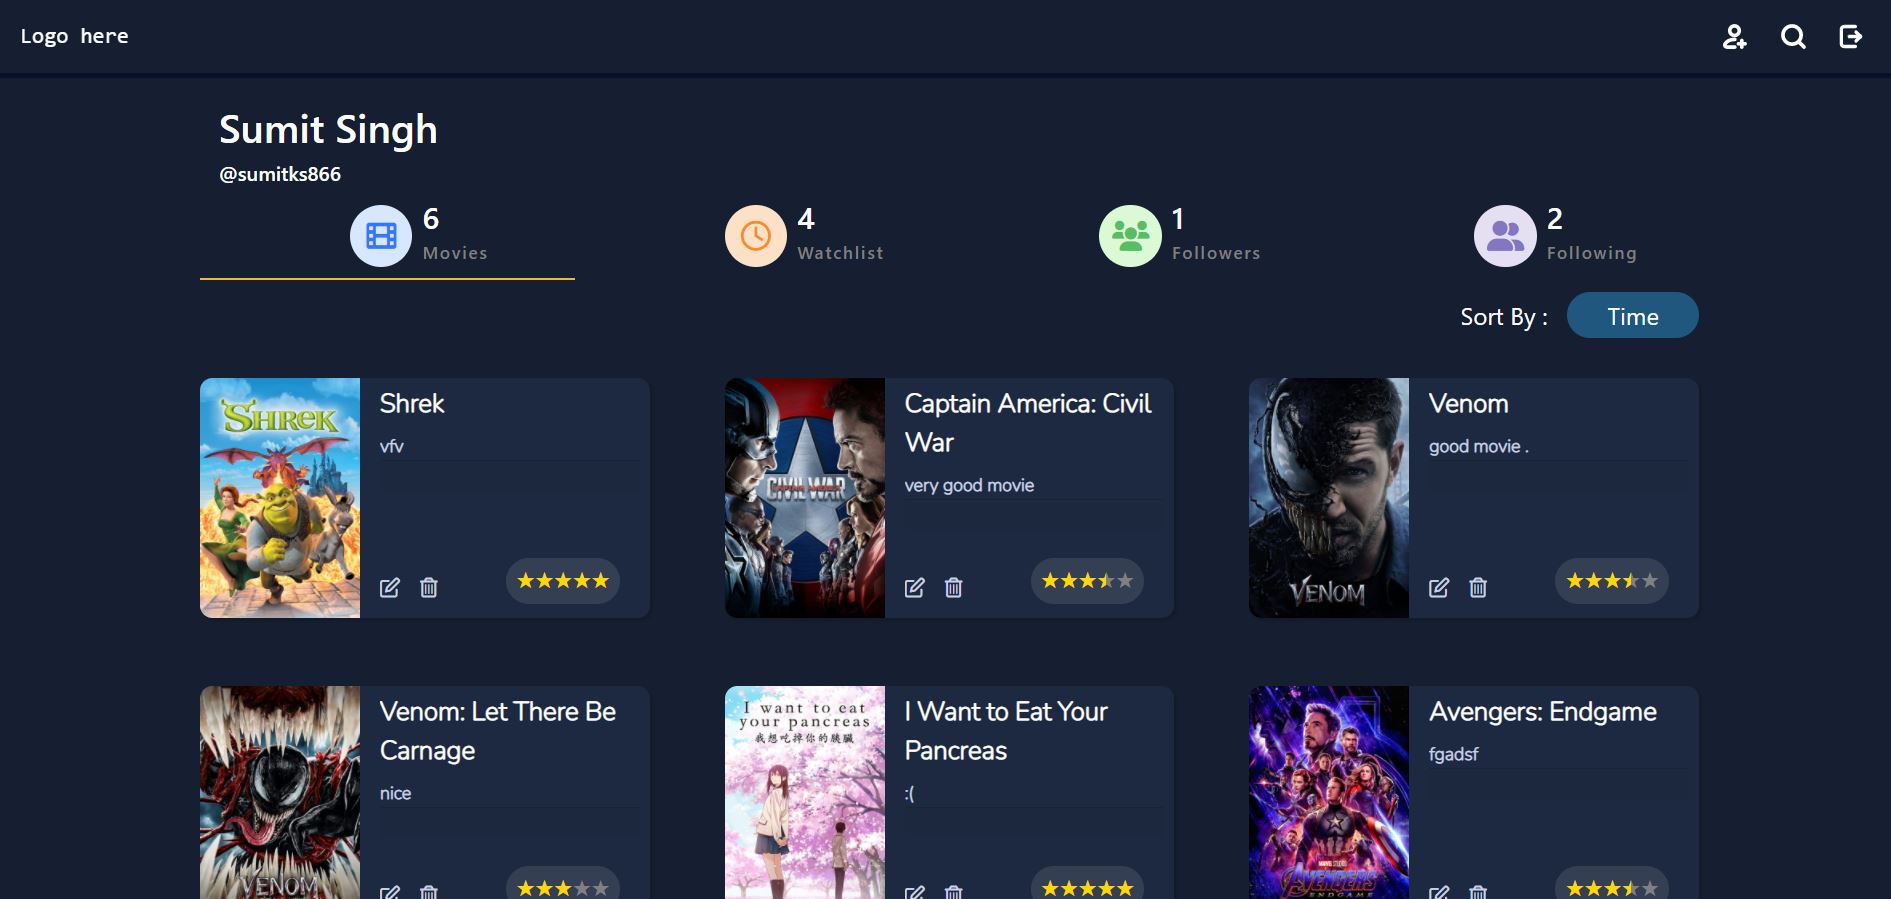 Logo here
Sumit Singh
@sumitks866
6
Movies
4
Watchlist
1
Followers
2
Following
Sort By :
Time
SHREK
Shrek
vfv
CIVIL WAR
Captain America: Civil
War
very good movie
VENOM
Venom
good movie .
VENOM
Venom: Let There Be
Carnage
nice
I want to eat
your pancreas
我想吃掉你的胰臟
I Want to Eat Your
Pancreas
:(
MARVEL STUDIOS
AVENGERS
ENDGAME
Avengers: Endgame
fgadsf